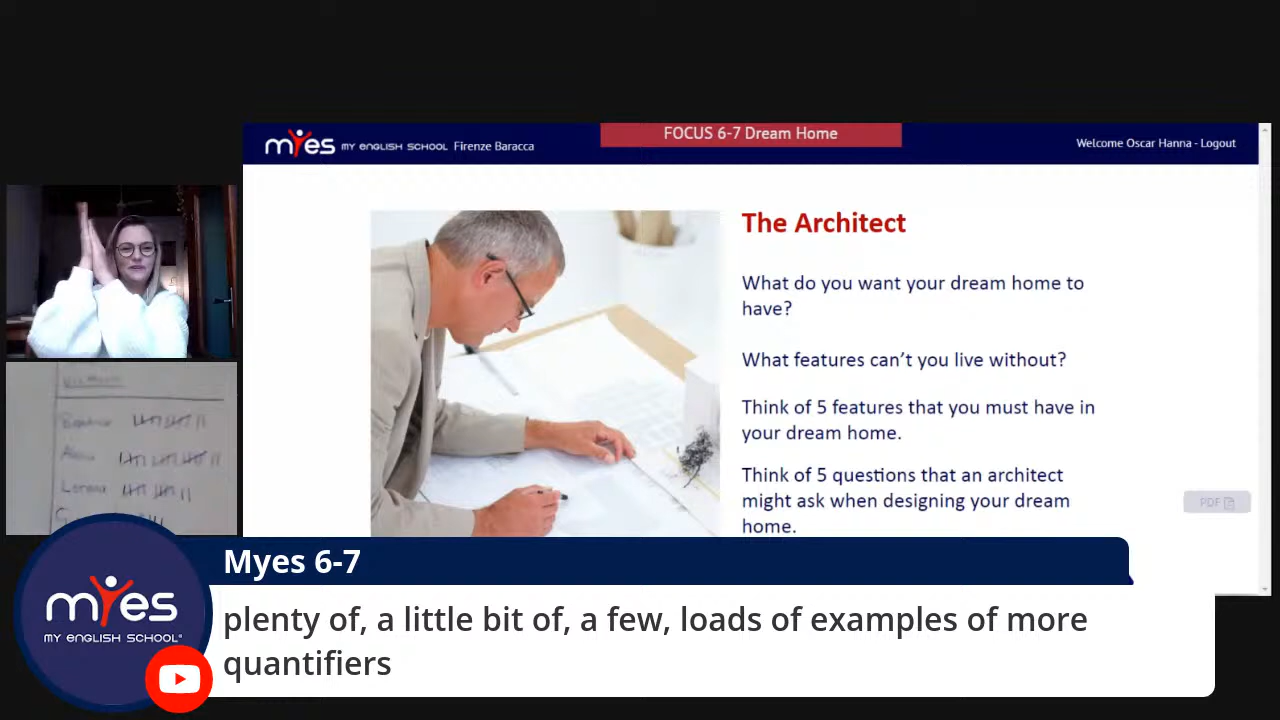 FOCUS 6-7 Dream Home
myes MY ENGLISH SCHOOL Firenze Baracca
Welcome Oscar Hanna - Logout
The Architect
What do you want your dream home to
have?
What features can't you live without?
Think of 5 features that you must have in
your dream home.
Think of 5 questions that an architect
might ask when designing your dream
home.
PDF
Lorena
Myes 6-7
myes
MY ENGLISH SCHOOL
plenty of, a little bit of, a few, loads of examples of more
quantifiers